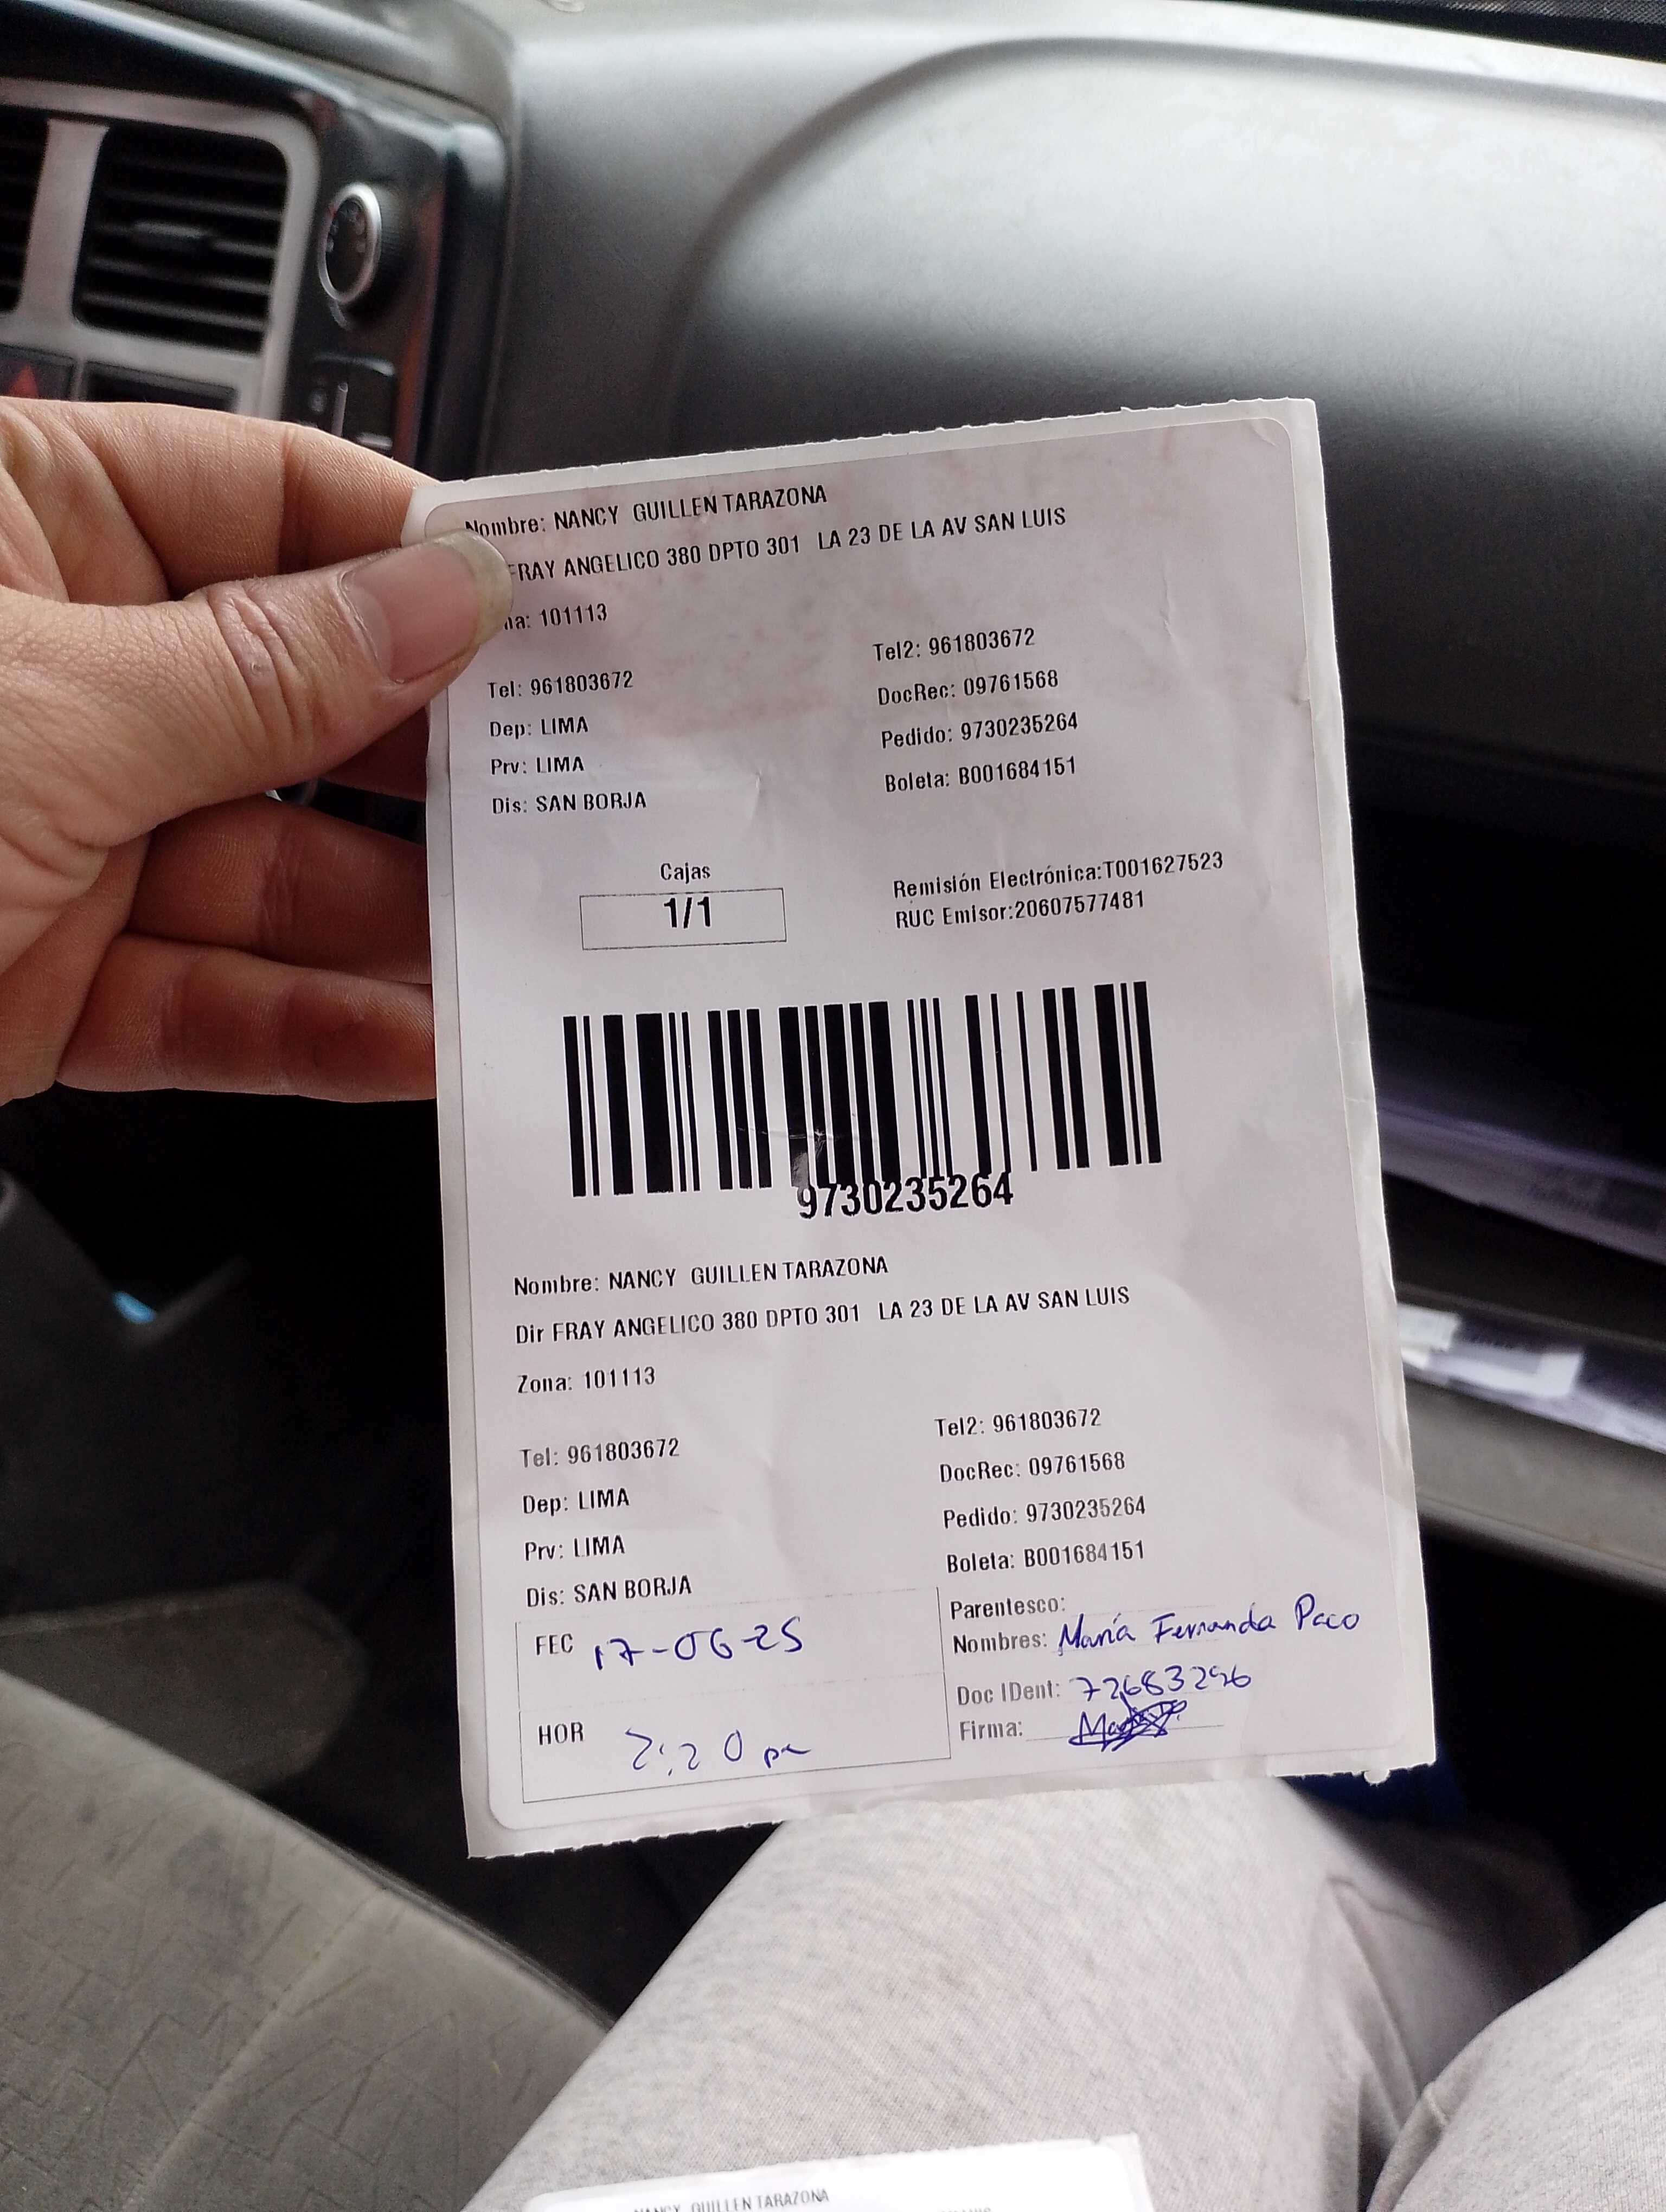 Nombre: NANCY GUILLEN TARAZONA
FRAY ANGELICO 380 DPTO 301 LA 23 DE LA AV SAN LUIS
na: 101113
Tel: 961803672 Tel2: 961803672
DocRec: 09761568
Dep: LIMA Pedido: 9730235264
Prv: LIMA Boleta: B001684151
Dis: SAN BORJA
Cajas
1/1
Remisión Electrónica:T001627523
RUC Emisor:20607577481
9730235264
Nombre: NANCY GUILLEN TARAZONA
Dir FRAY ANGELICO 380 DPTO 301 LA 23 DE LA AV SAN LUIS
Zona: 101113
Tel: 961803672 Tel2: 961803672
DocRec: 09761568
Dep: LIMA Pedido: 9730235264
Prv: LIMA Boleta: B001684151
Dis: SAN BORJA
Parentesco:
FEC 17-06-25
Nombres: María Fernanda Paco
Doc IDent: 72683296
HOR 2:20 pm
Firma:
NANCY GUILLEN TARAZONA